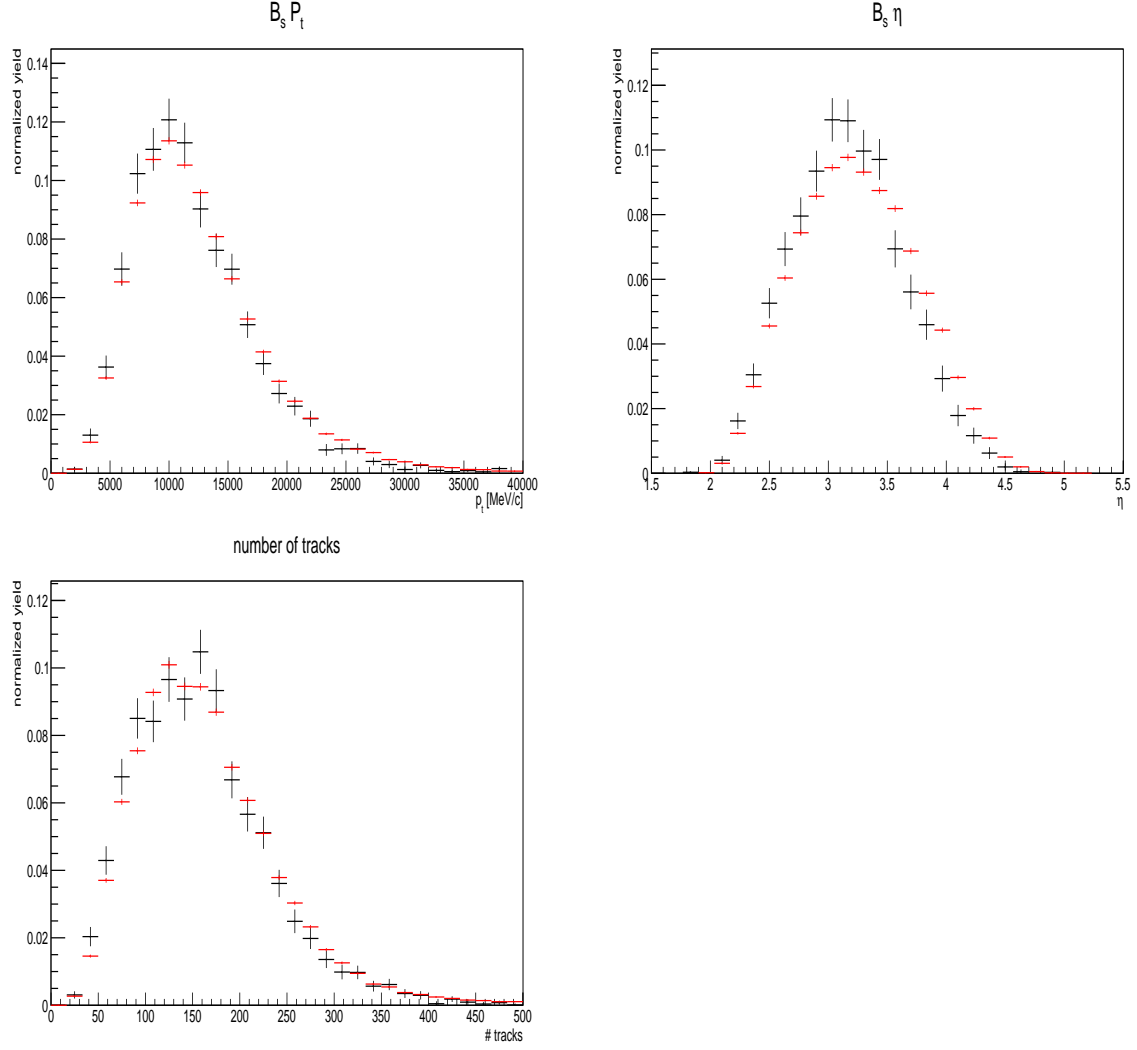 B_s P_t
normalized yield
0.14
0.12
0.1
0.08
0.06
0.04
0.02
0
0 5000 10000 15000 20000 25000 30000 35000 40000
p_t [MeV/c]
B_s η
normalized yield
0.12
0.1
0.08
0.06
0.04
0.02
0
1.5 2 2.5 3 3.5 4 4.5 5 5.5
η
number of tracks
normalized yield
0.12
0.1
0.08
0.06
0.04
0.02
0
0 50 100 150 200 250 300 350 400 450 500
# tracks